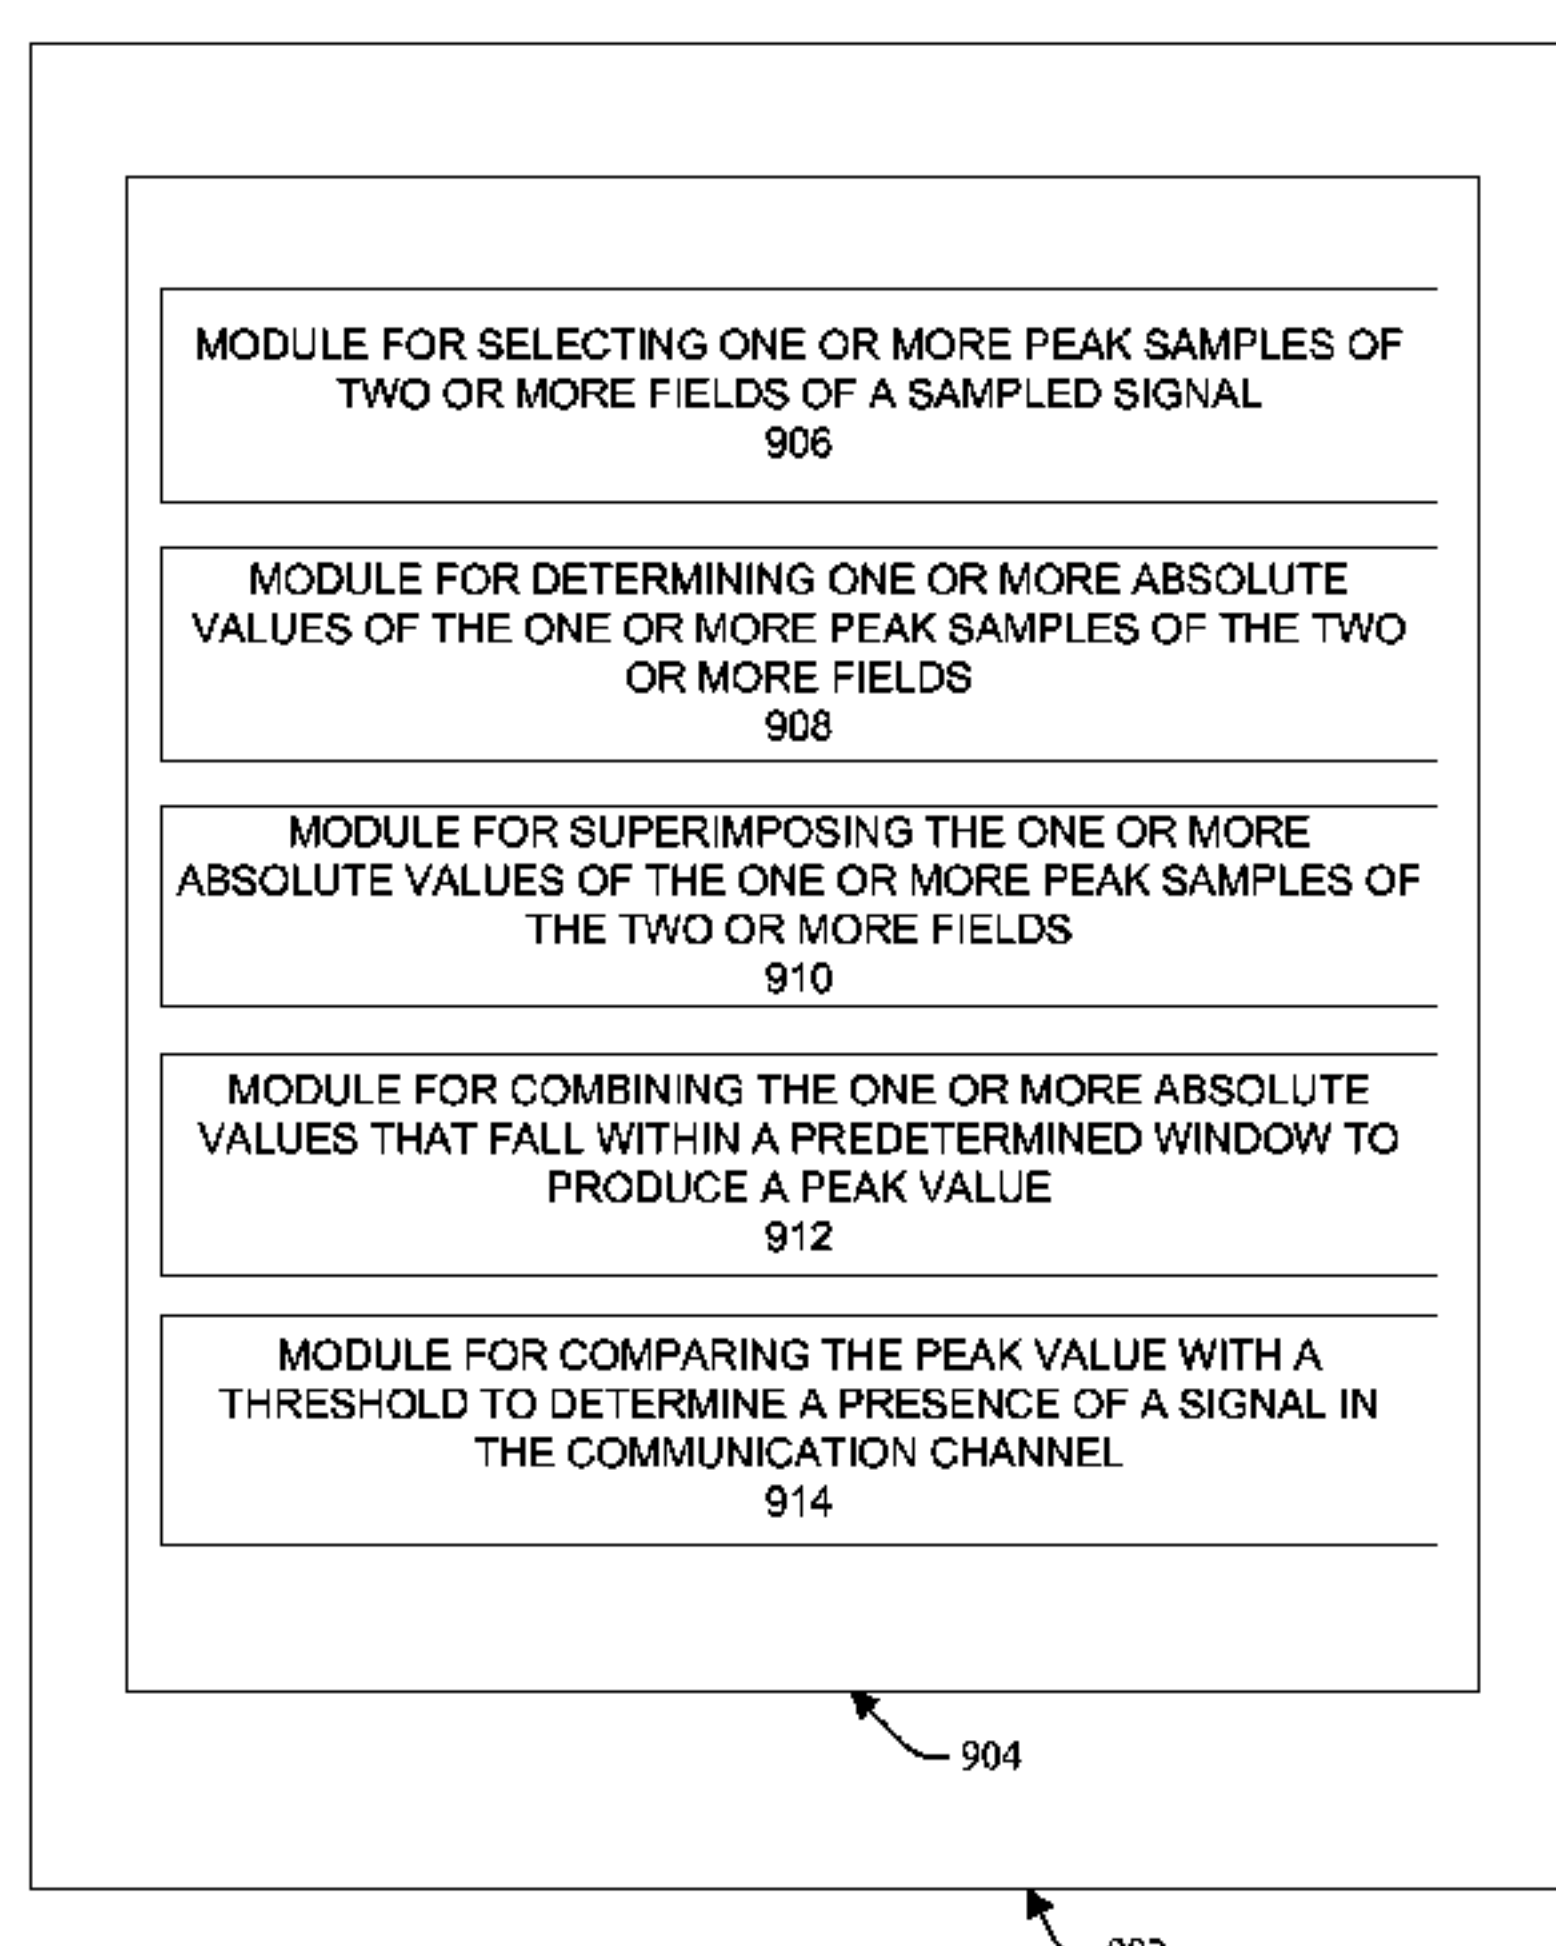 MODULE FOR SELECTING ONE OR MORE PEAK SAMPLES OF
TWO OR MORE FIELDS OF A SAMPLED SIGNAL
906
MODULE FOR DETERMINING ONE OR MORE ABSOLUTE
VALUES OF THE ONE OR MORE PEAK SAMPLES OF THE TWO
OR MORE FIELDS
908
MODULE FOR SUPERIMPOSING THE ONE OR MORE
ABSOLUTE VALUES OF THE ONE OR MORE PEAK SAMPLES OF
THE TWO OR MORE FIELDS
910
MODULE FOR COMBINING THE ONE OR MORE ABSOLUTE
VALUES THAT FALL WITHIN A PREDETERMINED WINDOW TO
PRODUCE A PEAK VALUE
912
MODULE FOR COMPARING THE PEAK VALUE WITH A
THRESHOLD TO DETERMINE A PRESENCE OF A SIGNAL IN
THE COMMUNICATION CHANNEL
914
904